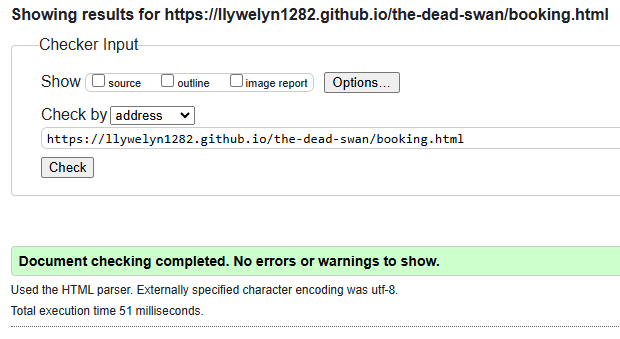 Showing results for https://llywelyn1282.github.io/the-dead-swan/booking.html
Checker Input
Show source outline image report Options...
Check by address
https://llywelyn1282.github.io/the-dead-swan/booking.html
Check
Document checking completed. No errors or warnings to show.
Used the HTML parser. Externally specified character encoding was utf-8.
Total execution time 51 milliseconds.